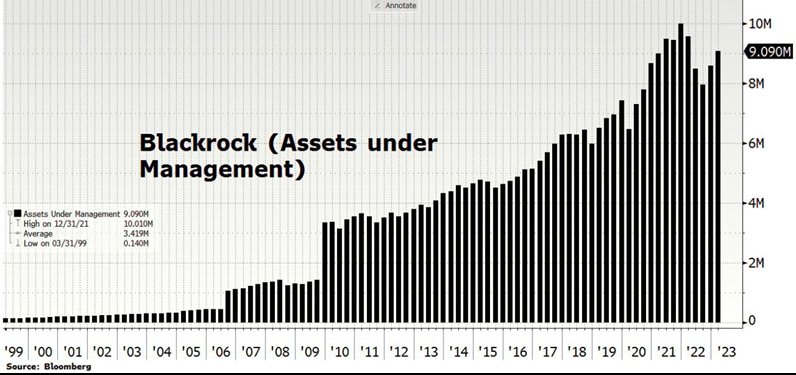 Annotate
10M
9.090M
8M
6M
4M
2M
0
Blackrock (Assets under
Management)
Assets Under Management 9.090M
High on 12/31/21 10.010M
Average 3.419M
Low on 03/31/99 0.140M
'99 '00 '01 '02 '03 '04 '05 '06 '07 '08 '09 '10 '11 '12 '13 '14 '15 '16 '17 '18 '19 '20 '21 '22 '23
Source: Bloomberg